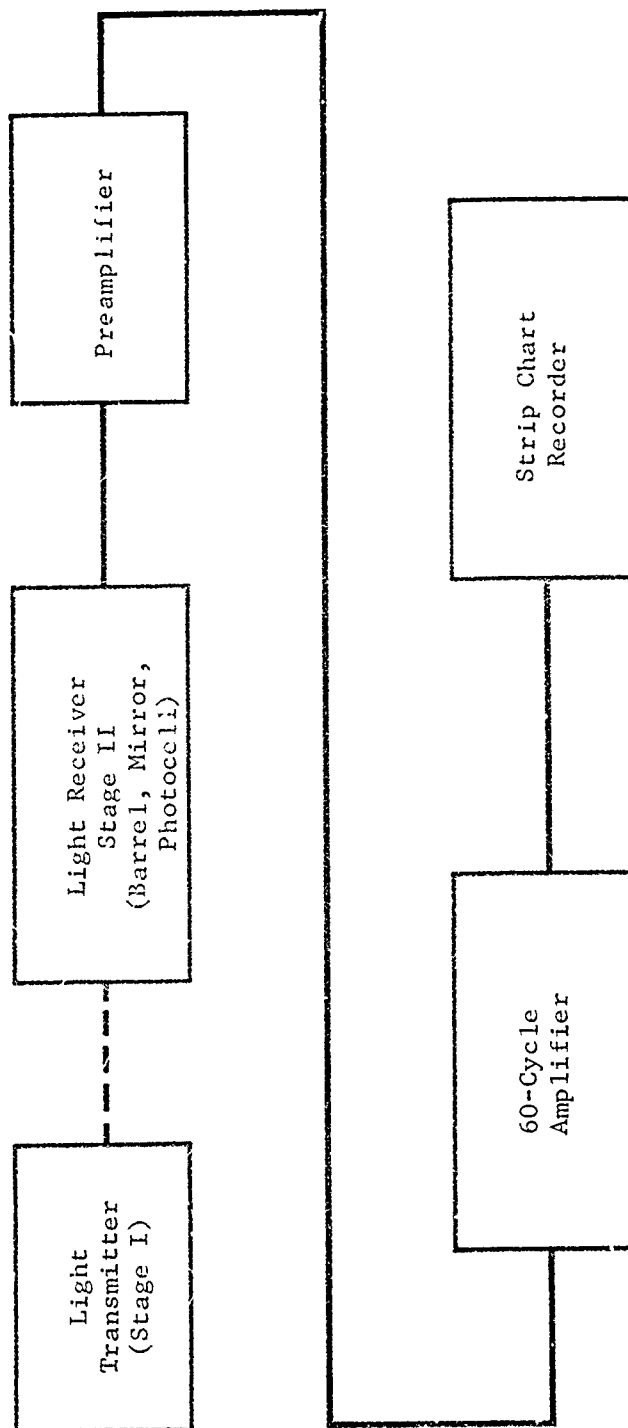 Light
Transmitter
(Stage I)
Light Receiver
Stage II
(Barrel, Mirror,
Photocell)
Preamplifier
60-Cycle
Amplifier
Strip Chart
Recorder